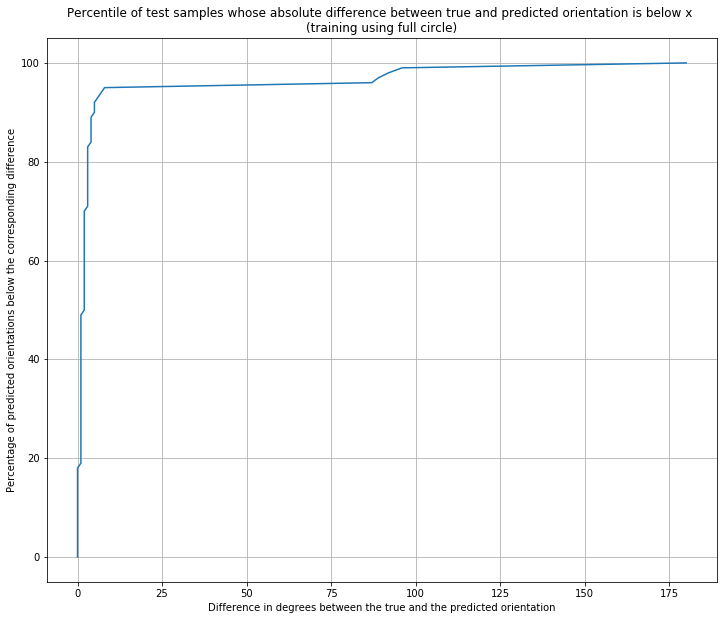 Percentile of test samples whose absolute difference between true and predicted orientation is below x
(training using full circle)
Percentage of predicted orientations below the corresponding difference
100
80
60
40
20
0
0 25 50 75 100 125 150 175
Difference in degrees between the true and the predicted orientation